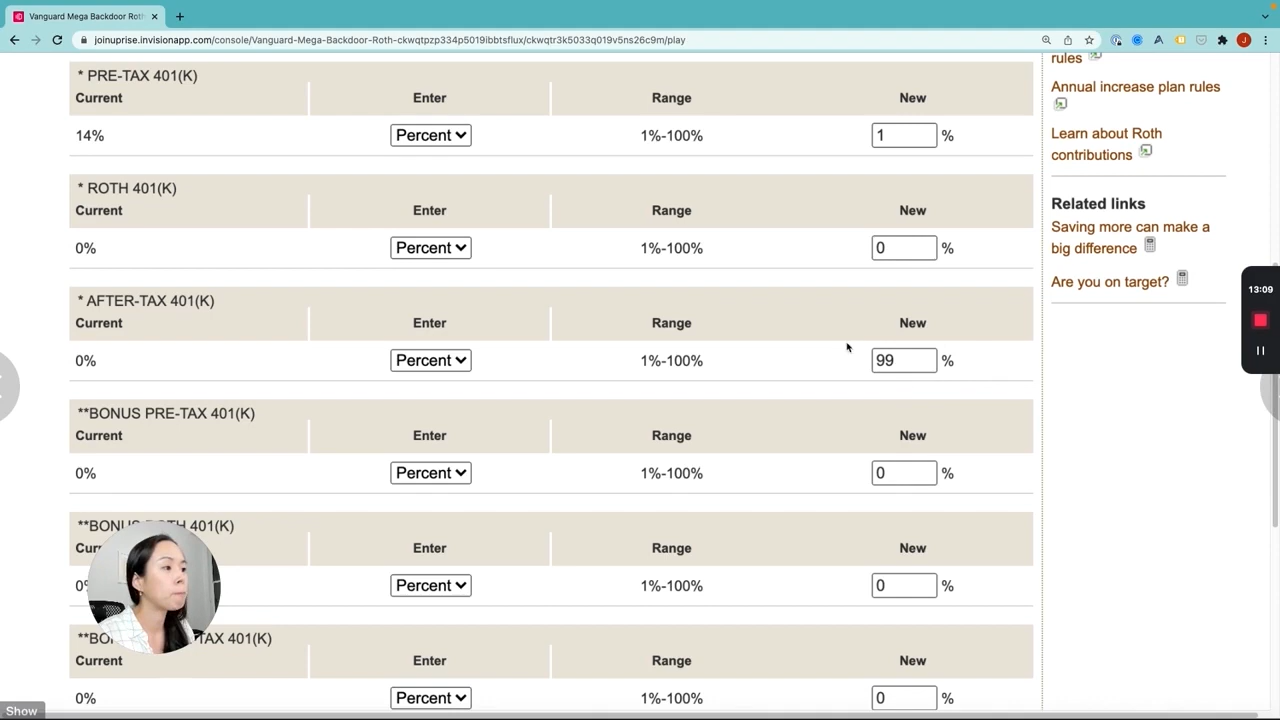 Vanguard Mega Backdoor Roth
joinuprise.invisionapp.com/console/Vanguard-Mega-Backdoor-Roth-ckwqtpzp334p5019ibbtsflux/ckwqtr3k5033q019v5ns26c9m/play
J
* PRE-TAX 401(K)
Current Enter Range New
14% Percent 1%-100% 1 %
* ROTH 401(K)
Current Enter Range New
0% Percent 1%-100% 0 %
* AFTER-TAX 401(K)
Current Enter Range New
0% Percent 1%-100% 99 %
**BONUS PRE-TAX 401(K)
Current Enter Range New
0% Percent 1%-100% 0 %
401(K)
Enter Range New
Percent 1%-100% 0 %
TAX 401(K)
Current Enter Range New
0% Percent 1%-100% 0 %
rules
Annual increase plan rules
Learn about Roth
contributions
Related links
Saving more can make a
big difference
Are you on target?
13:09
Show